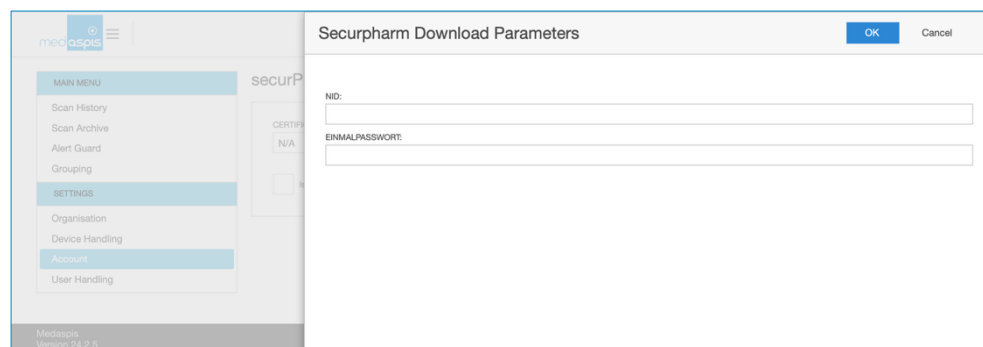 medaspis
MAIN MENU
Scan History
Scan Archive
Alert Guard
Grouping
SETTINGS
Organisation
Device Handling
Account
User Handling
Medaspis
Version 24.2.5
securP
CERTIFI
N/A
Securpharm Download Parameters
OK
Cancel
NID:
EINMALPASSWORT: